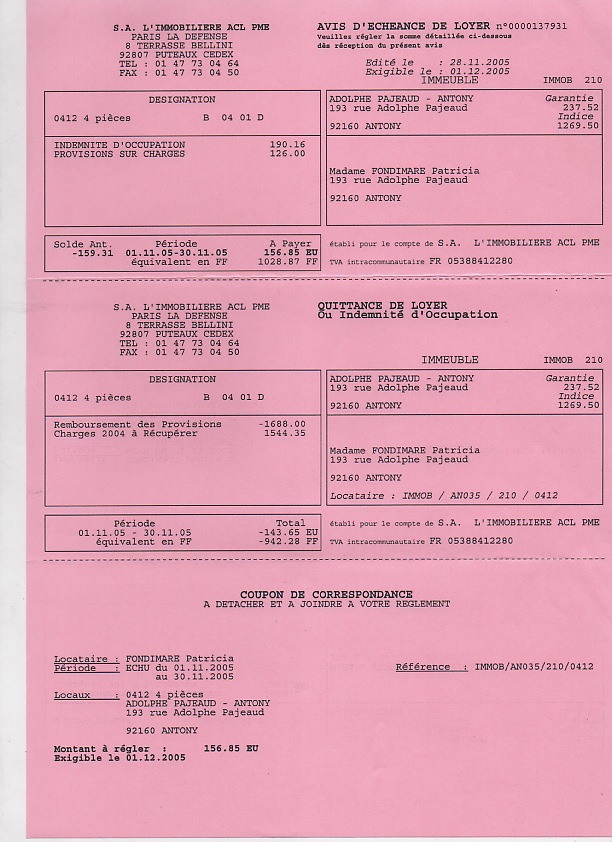 S.A. L'IMMOBILIERE ACL PME
PARIS LA DEFENSE
8 TERRASSE BELLINI
92807 PUTEAUX CEDEX
TEL : 01 47 73 04 64
FAX : 01 47 73 04 50
AVIS D'ECHEANCE DE LOYER n°0000137931
Veuillez régler la somme détaillée ci-dessous
dès réception du présent avis
Edité le : 28.11.2005
Exigible le : 01.12.2005
IMMEUBLE IMMOB 210
DESIGNATION
0412 4 pièces B 04 01 D
ADOLPHE PAJEAUD - ANTONY Garantie
193 rue Adolphe Pajeaud 237.52
Indice
92160 ANTONY 1269.50
INDEMNITE D'OCCUPATION 190.16
PROVISIONS SUR CHARGES 126.00
Madame FONDIMARE Patricia
193 rue Adolphe Pajeaud
92160 ANTONY
Solde Ant. Période A Payer
-159.31 01.11.05-30.11.05 156.85 EU
équivalent en FF 1028.87 FF
établi pour le compte de S.A. L'IMMOBILIERE ACL PME
TVA intracommunautaire FR 05388412280
S.A. L'IMMOBILIERE ACL PME
PARIS LA DEFENSE
8 TERRASSE BELLINI
92807 PUTEAUX CEDEX
TEL : 01 47 73 04 64
FAX : 01 47 73 04 50
QUITTANCE DE LOYER
Ou Indemnité d'Occupation
IMMEUBLE IMMOB 210
DESIGNATION
0412 4 pièces B 04 01 D
ADOLPHE PAJEAUD - ANTONY Garantie
193 rue Adolphe Pajeaud 237.52
Indice
92160 ANTONY 1269.50
Remboursement des Provisions -1688.00
Charges 2004 à Récupérer 1544.35
Madame FONDIMARE Patricia
193 rue Adolphe Pajeaud
92160 ANTONY
Locataire : IMMOB / AN035 / 210 / 0412
Période Total
01.11.05 - 30.11.05 -143.65 EU
équivalent en FF -942.28 FF
établi pour le compte de S.A. L'IMMOBILIERE ACL PME
TVA intracommunautaire FR 05388412280
COUPON DE CORRESPONDANCE
A DETACHER ET A JOINDRE A VOTRE REGLEMENT
Locataire : FONDIMARE Patricia
Période : ECHU du 01.11.2005
au 30.11.2005
Référence : IMMOB/AN035/210/0412
Locaux : 0412 4 pièces
ADOLPHE PAJEAUD - ANTONY
193 rue Adolphe Pajeaud
92160 ANTONY
Montant à régler : 156.85 EU
Exigible le 01.12.2005